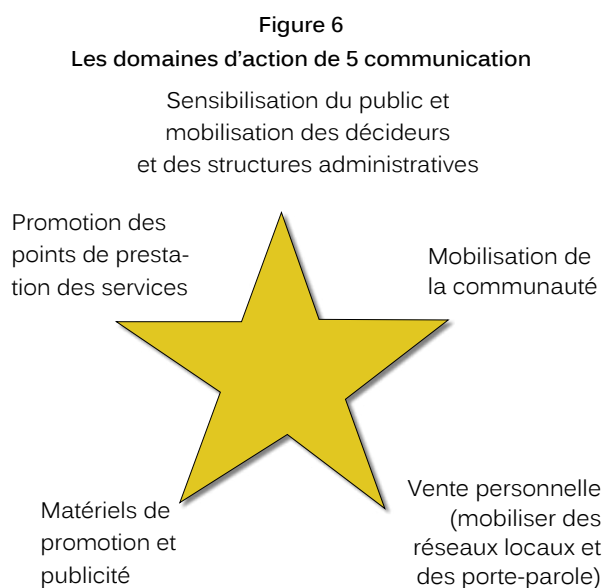 Figure 6
Les domaines d'action de 5 communication
Sensibilisation du public et
mobilisation des décideurs
et des structures administratives
Promotion des
points de presta-
tion des services
Mobilisation de
la communauté
Matériels de
promotion et
publicité
Vente personnelle
(mobiliser des
réseaux locaux et
des porte-parole)